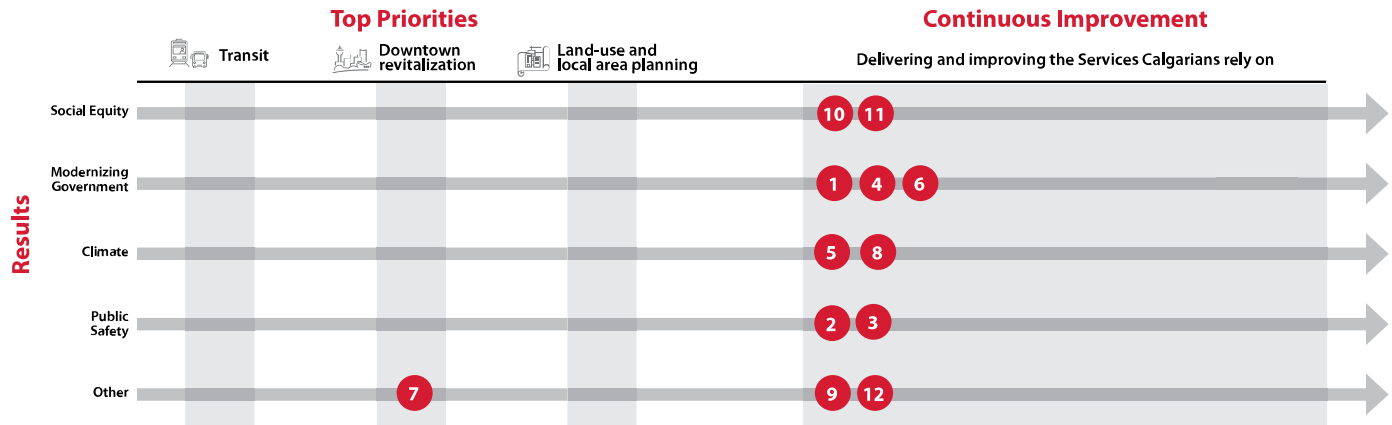 Top Priorities
Continuous Improvement
Transit
Downtown
revitalization
Land-use and
local area planning
Delivering and improving the Services Calgarians rely on
Results
Social Equity
10 11
Modernizing
Government
1 4 6
Climate
5 8
Public
Safety
2 3
Other
7 9 12